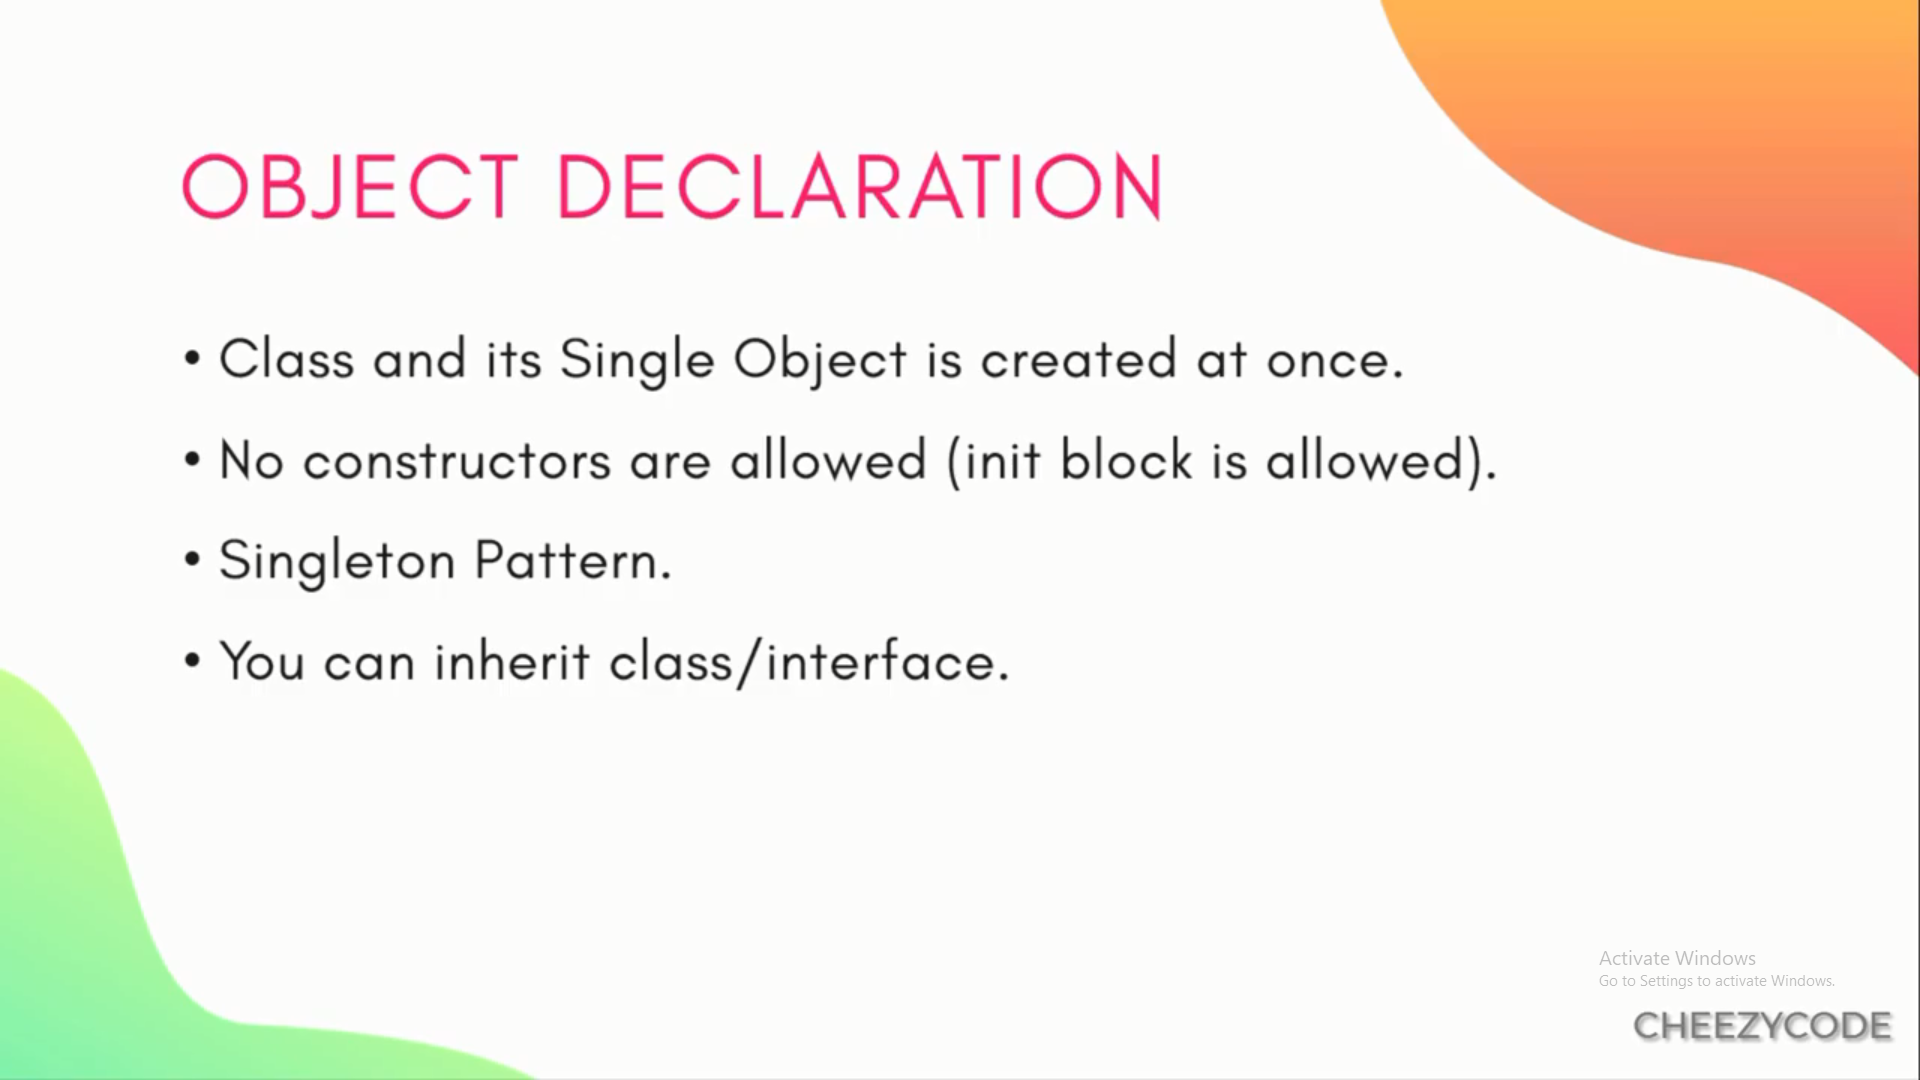 OBJECT DECLARATION
• Class and its Single Object is created at once.
• No constructors are allowed (init block is allowed).
• Singleton Pattern.
• You can inherit class/interface.
Activate Windows
Go to Settings to activate Windows.
CHEEZYCODE